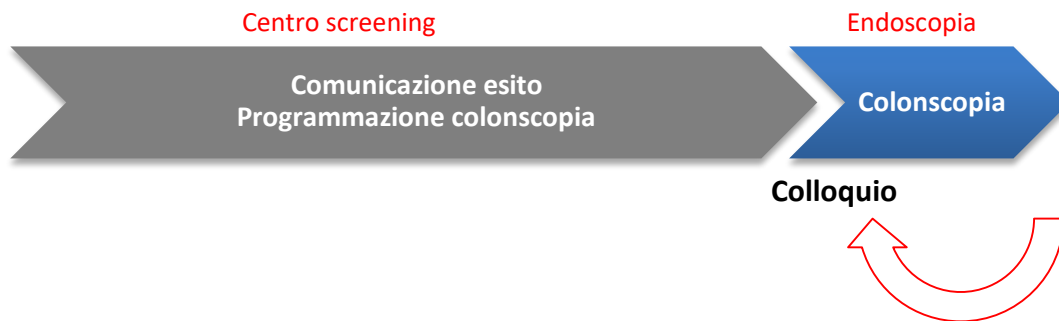 Centro screening
Endoscopia
Comunicazione esito
Programmazione colonscopia
Colonscopia
Colloquio